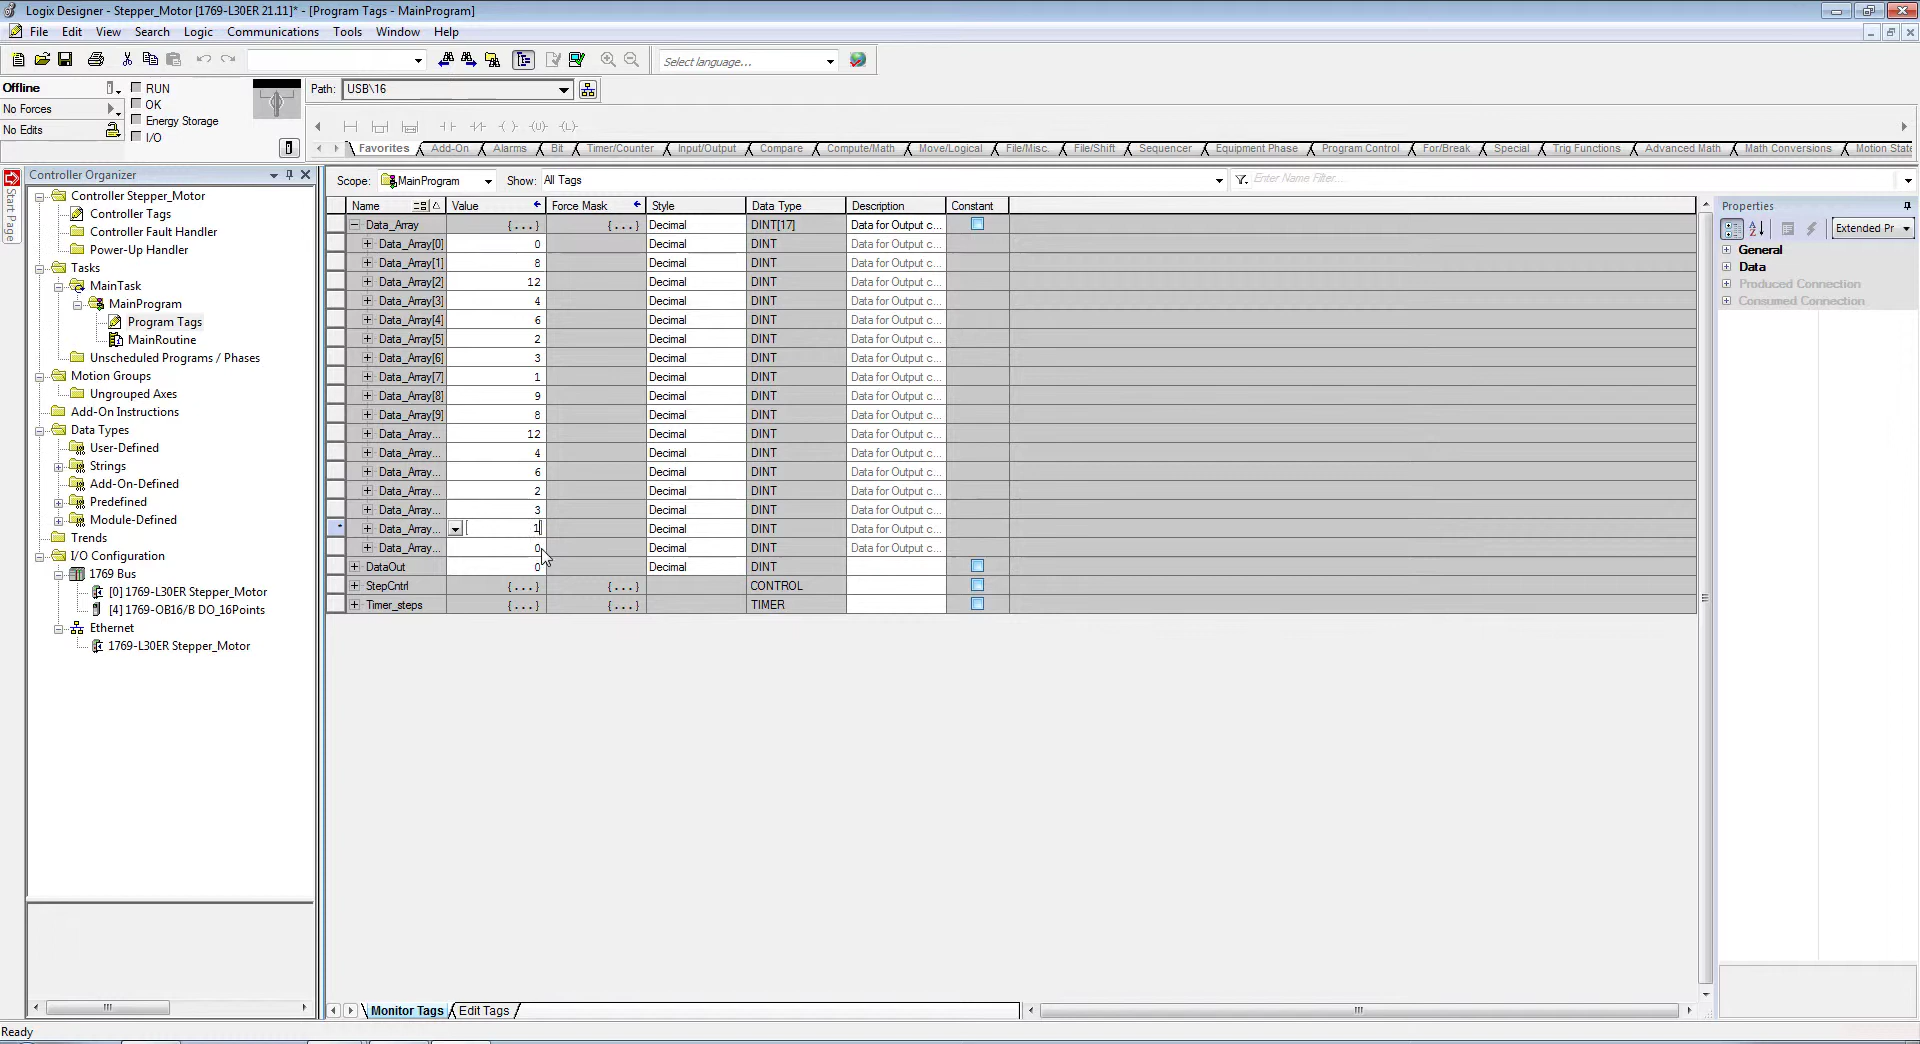 Logix Designer - Stepper_Motor [1769-L30ER 21.11]* - [Program Tags - MainProgram]
File Edit View Search Logic Communications Tools Window Help
Select language...
Offline RUN Path: USB\16
No Forces OK
Energy Storage
No Edits I/O
Favorites Add-On Alarms Bit Timer/Counter Input/Output Compare Compute/Math Move/Logical File/Misc. File/Shift Sequencer Equipment Phase Program Control For/Break Special Trig Functions Advanced Math Math Conversions Motion State
Start Page
Controller Organizer
Controller Stepper_Motor
Controller Tags
Controller Fault Handler
Power-Up Handler
Tasks
MainTask
MainProgram
Program Tags
MainRoutine
Unscheduled Programs / Phases
Motion Groups
Ungrouped Axes
Add-On Instructions
Data Types
User-Defined
Strings
Add-On-Defined
Predefined
Module-Defined
Trends
I/O Configuration
1769 Bus
[0] 1769-L30ER Stepper_Motor
[4] 1769-OB16/B DO_16Points
Ethernet
1769-L30ER Stepper_Motor
Scope: MainProgram Show: All Tags Enter Name Filter...
Name Value Force Mask Style Data Type Description Constant
Data_Array {...} {...} Decimal DINT[17] Data for Output c...
Data_Array[0] 0 Decimal DINT Data for Output c...
Data_Array[1] 8 Decimal DINT Data for Output c...
Data_Array[2] 12 Decimal DINT Data for Output c...
Data_Array[3] 4 Decimal DINT Data for Output c...
Data_Array[4] 6 Decimal DINT Data for Output c...
Data_Array[5] 2 Decimal DINT Data for Output c...
Data_Array[6] 3 Decimal DINT Data for Output c...
Data_Array[7] 1 Decimal DINT Data for Output c...
Data_Array[8] 9 Decimal DINT Data for Output c...
Data_Array[9] 8 Decimal DINT Data for Output c...
Data_Array... 12 Decimal DINT Data for Output c...
Data_Array... 4 Decimal DINT Data for Output c...
Data_Array... 6 Decimal DINT Data for Output c...
Data_Array... 2 Decimal DINT Data for Output c...
Data_Array... 3 Decimal DINT Data for Output c...
* Data_Array... 1 Decimal DINT Data for Output c...
Data_Array... 0 Decimal DINT Data for Output c...
DataOut 0 Decimal DINT
StepCntrl {...} {...} CONTROL
Timer_steps {...} {...} TIMER
Monitor Tags Edit Tags
Properties
Extended Pr
General
Data
Produced Connection
Consumed Connection
Ready